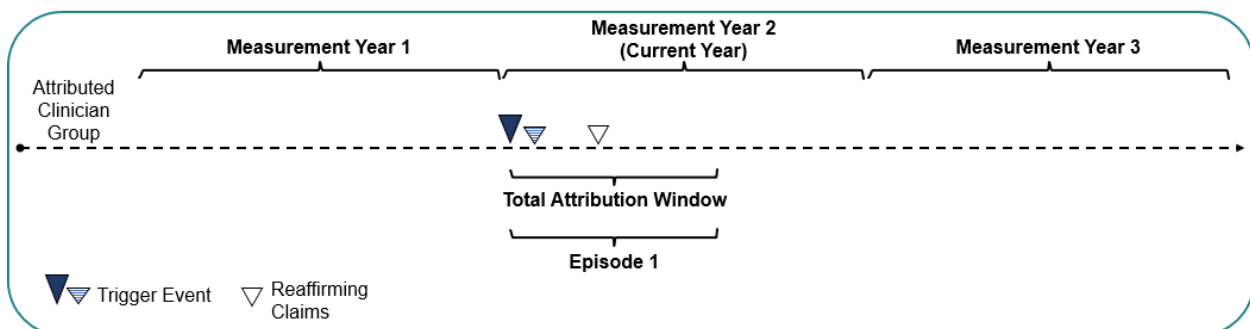 Measurement Year 1
Measurement Year 2
(Current Year)
Measurement Year 3
Attributed
Clinician
Group
Total Attribution Window
Episode 1
Trigger Event
Reaffirming
Claims